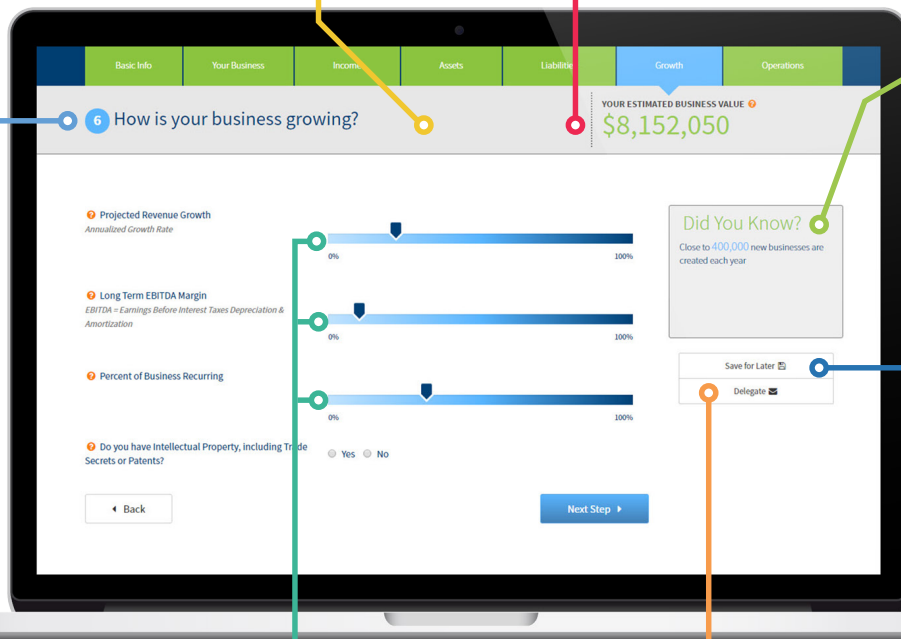 Basic Info
Your Business
Income
Assets
Liabilities
Growth
Operations
6 How is your business growing?
YOUR ESTIMATED BUSINESS VALUE ?
$8,152,050
? Projected Revenue Growth
Annualized Growth Rate
0% 100%
? Long Term EBITDA Margin
EBITDA = Earnings Before Interest Taxes Depreciation &
Amortization
0% 100%
? Percent of Business Recurring
0% 100%
? Do you have Intellectual Property, including Trade
Secrets or Patents?
Yes No
Back
Next Step
Did You Know?
Close to 400,000 new businesses are
created each year
Save for Later
Delegate